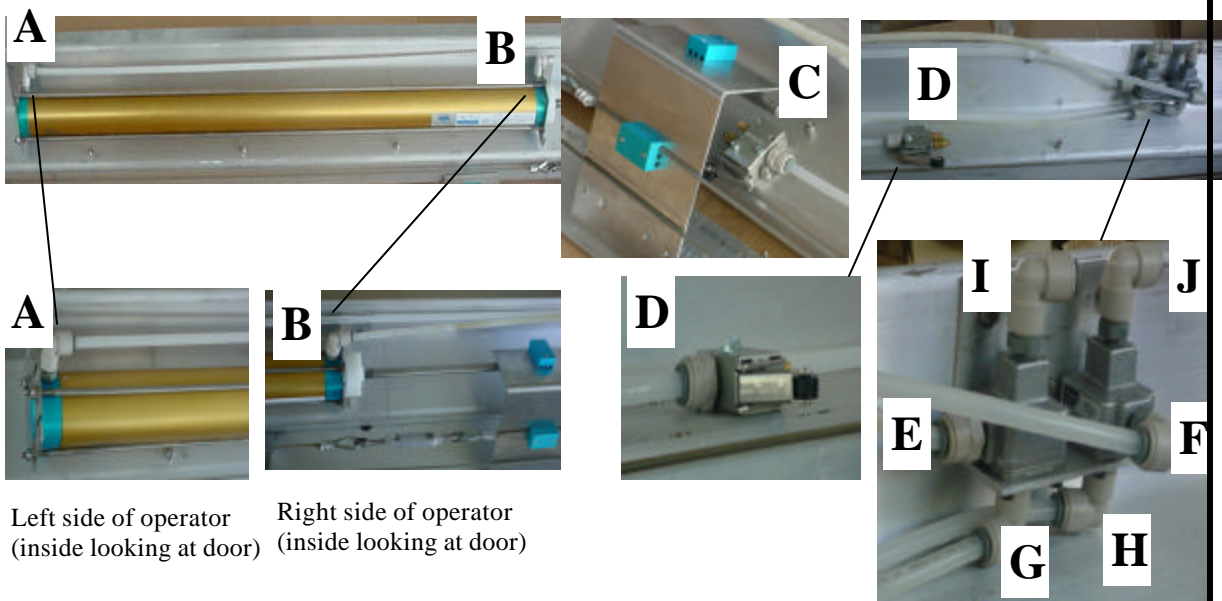 A
B
C
D
A
B
D
I
J
E
F
G
H
Left side of operator
(inside looking at door)
Right side of operator
(inside looking at door)